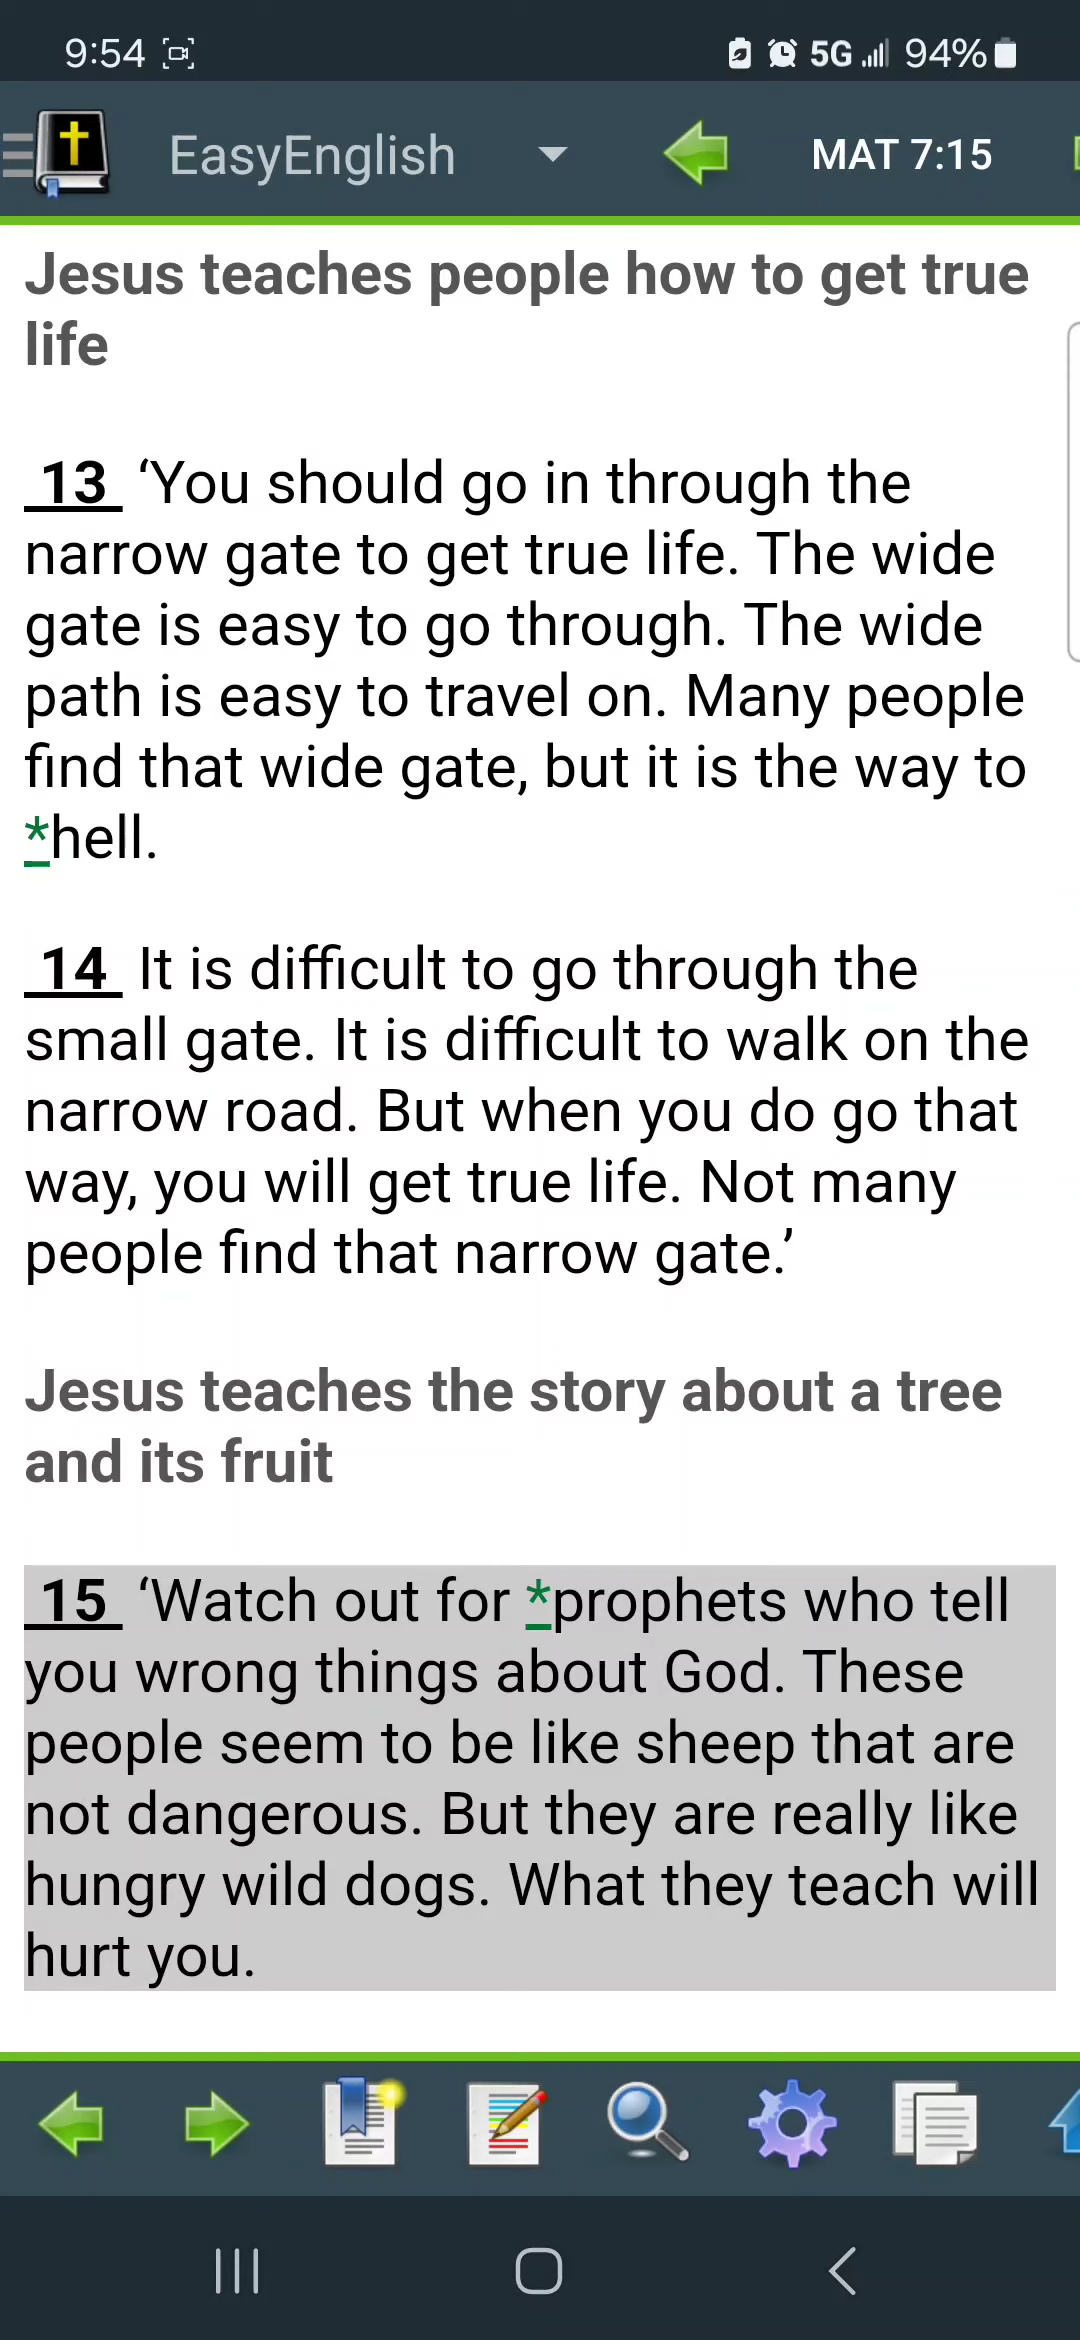 9:54 5G 94%
EasyEnglish MAT 7:15
Jesus teaches people how to get true
life
13 ‘You should go in through the
narrow gate to get true life. The wide
gate is easy to go through. The wide
path is easy to travel on. Many people
find that wide gate, but it is the way to
*hell.
14 It is difficult to go through the
small gate. It is difficult to walk on the
narrow road. But when you do go that
way, you will get true life. Not many
people find that narrow gate.’
Jesus teaches the story about a tree
and its fruit
15 ‘Watch out for *prophets who tell
you wrong things about God. These
people seem to be like sheep that are
not dangerous. But they are really like
hungry wild dogs. What they teach will
hurt you.